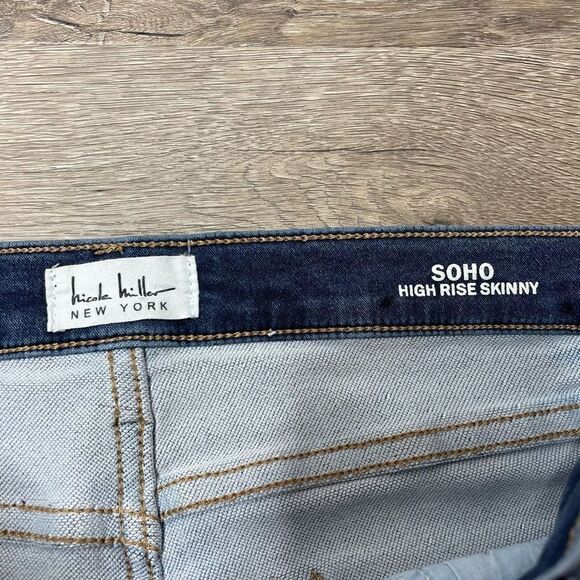 Nicole Miller
NEW YORK
SOHO
HIGH RISE SKINNY